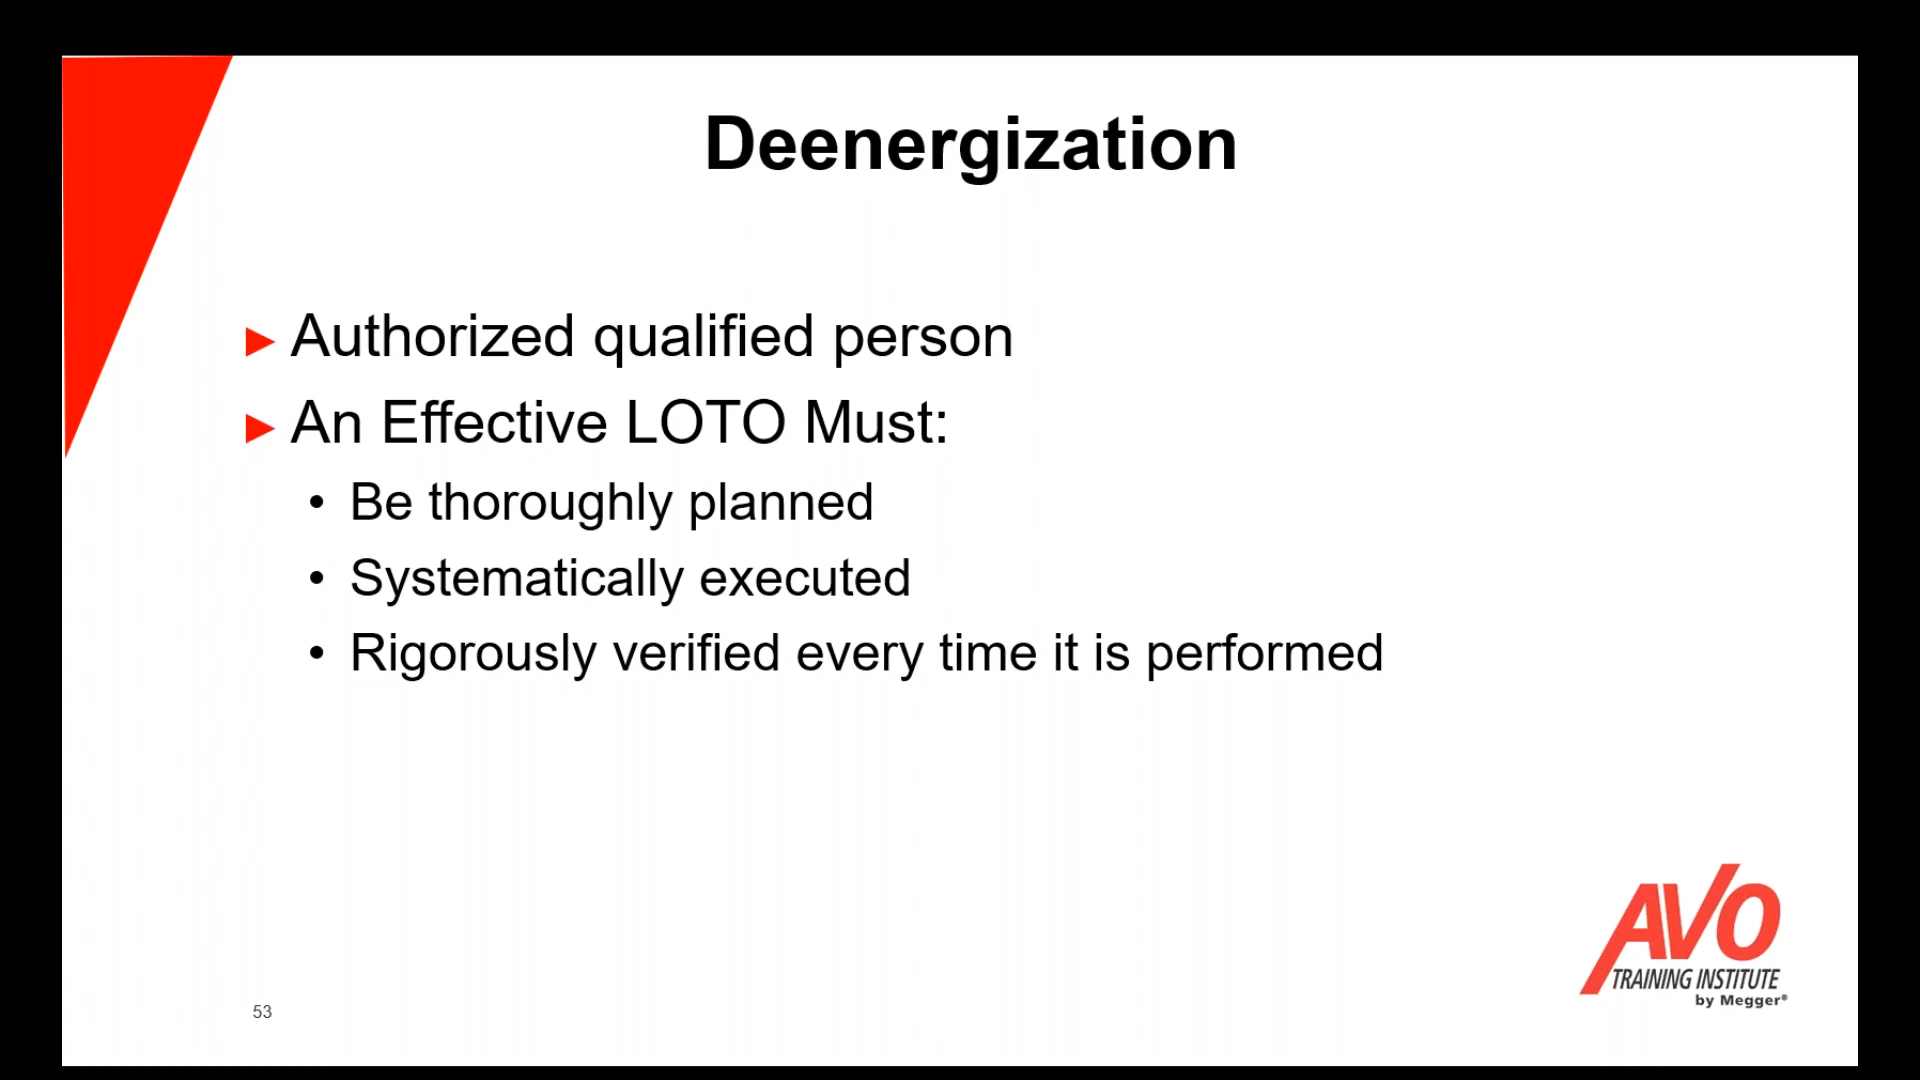 Deenergization
► Authorized qualified person
► An Effective LOTO Must:
• Be thoroughly planned
• Systematically executed
• Rigorously verified every time it is performed
AVO
TRAINING INSTITUTE
by Megger®
53